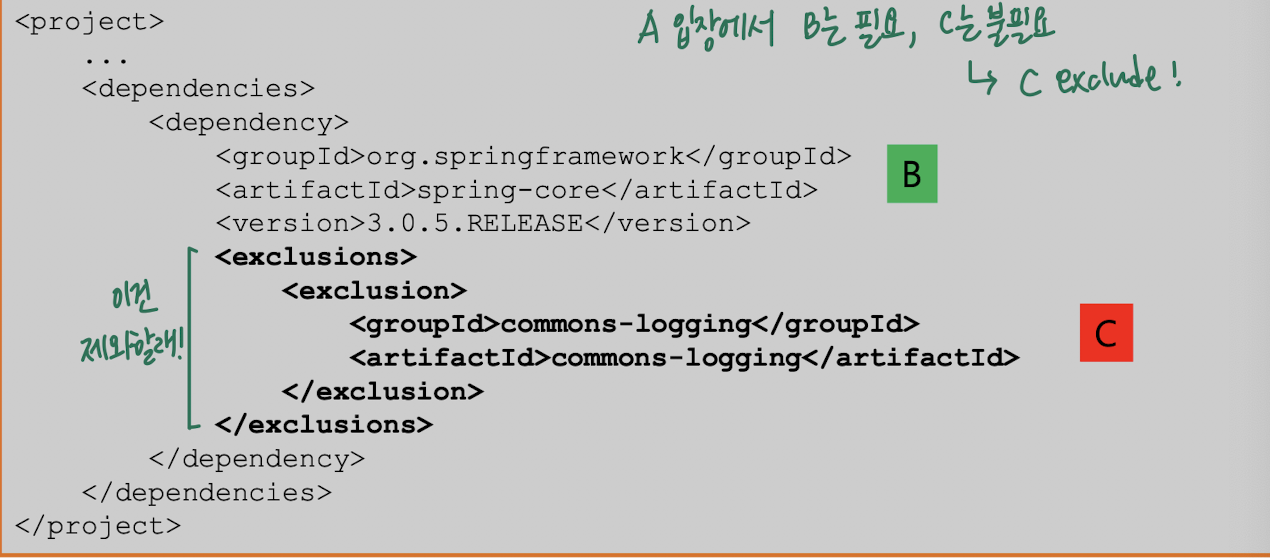 <project>
A 입장에서 B는 필요, C는 불필요
...
↳ C exclude!
<dependencies>
<dependency>
<groupId>org.springframework</groupId>
B
<artifactId>spring-core</artifactId>
<version>3.0.5.RELEASE</version>
<exclusions>
이건
제외할래!
<exclusion>
<groupId>commons-logging</groupId>
C
<artifactId>commons-logging</artifactId>
</exclusion>
</exclusions>
</dependency>
</dependencies>
</project>